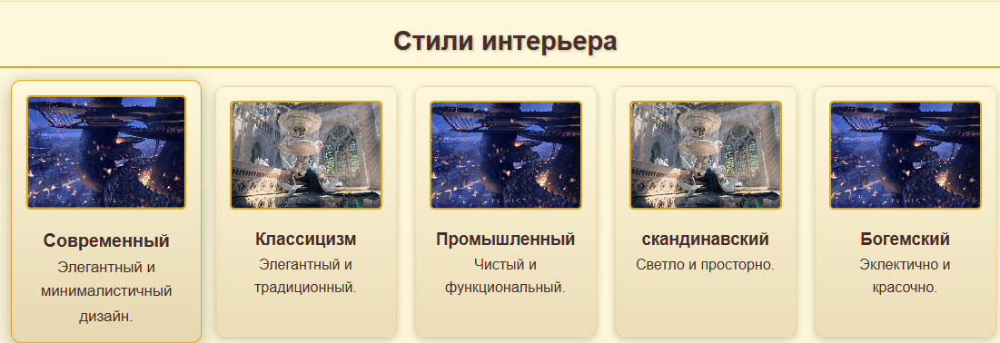 Стили интерьера
Современный
Элегантный и
минималистичный
дизайн.
Классицизм
Элегантный и
традиционный.
Промышленный
Чистый и
функциональный.
скандинавский
Светло и просторно.
Богемский
Эклектично и
красочно.